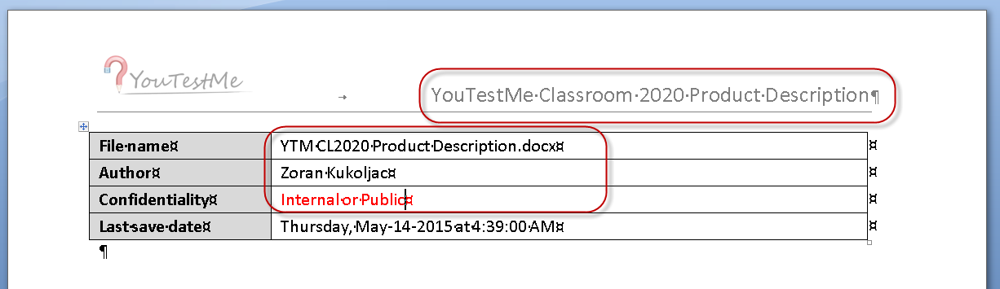 YouTestMe
YouTestMe Classroom 2020 Product Description¶
File name¤ YTM CL2020 Product Description.docx¤ ¤
Author¤ Zoran Kukoljac¤ ¤
Confidentiality¤ Internal or Public¤ ¤
Last save date¤ Thursday, May-14-2015 at 4:39:00 AM¤ ¤
¶